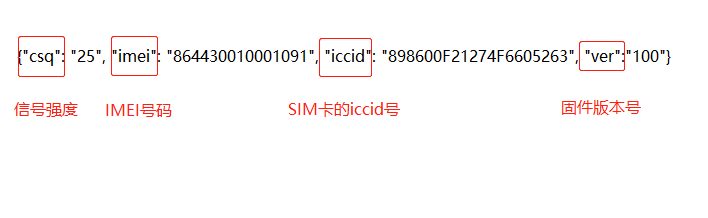 {"csq": "25", "imei": "864430010001091", "iccid": "898600F21274F6605263", "ver":"100"}
信号强度 IMEI号码 SIM卡的iccid号 固件版本号